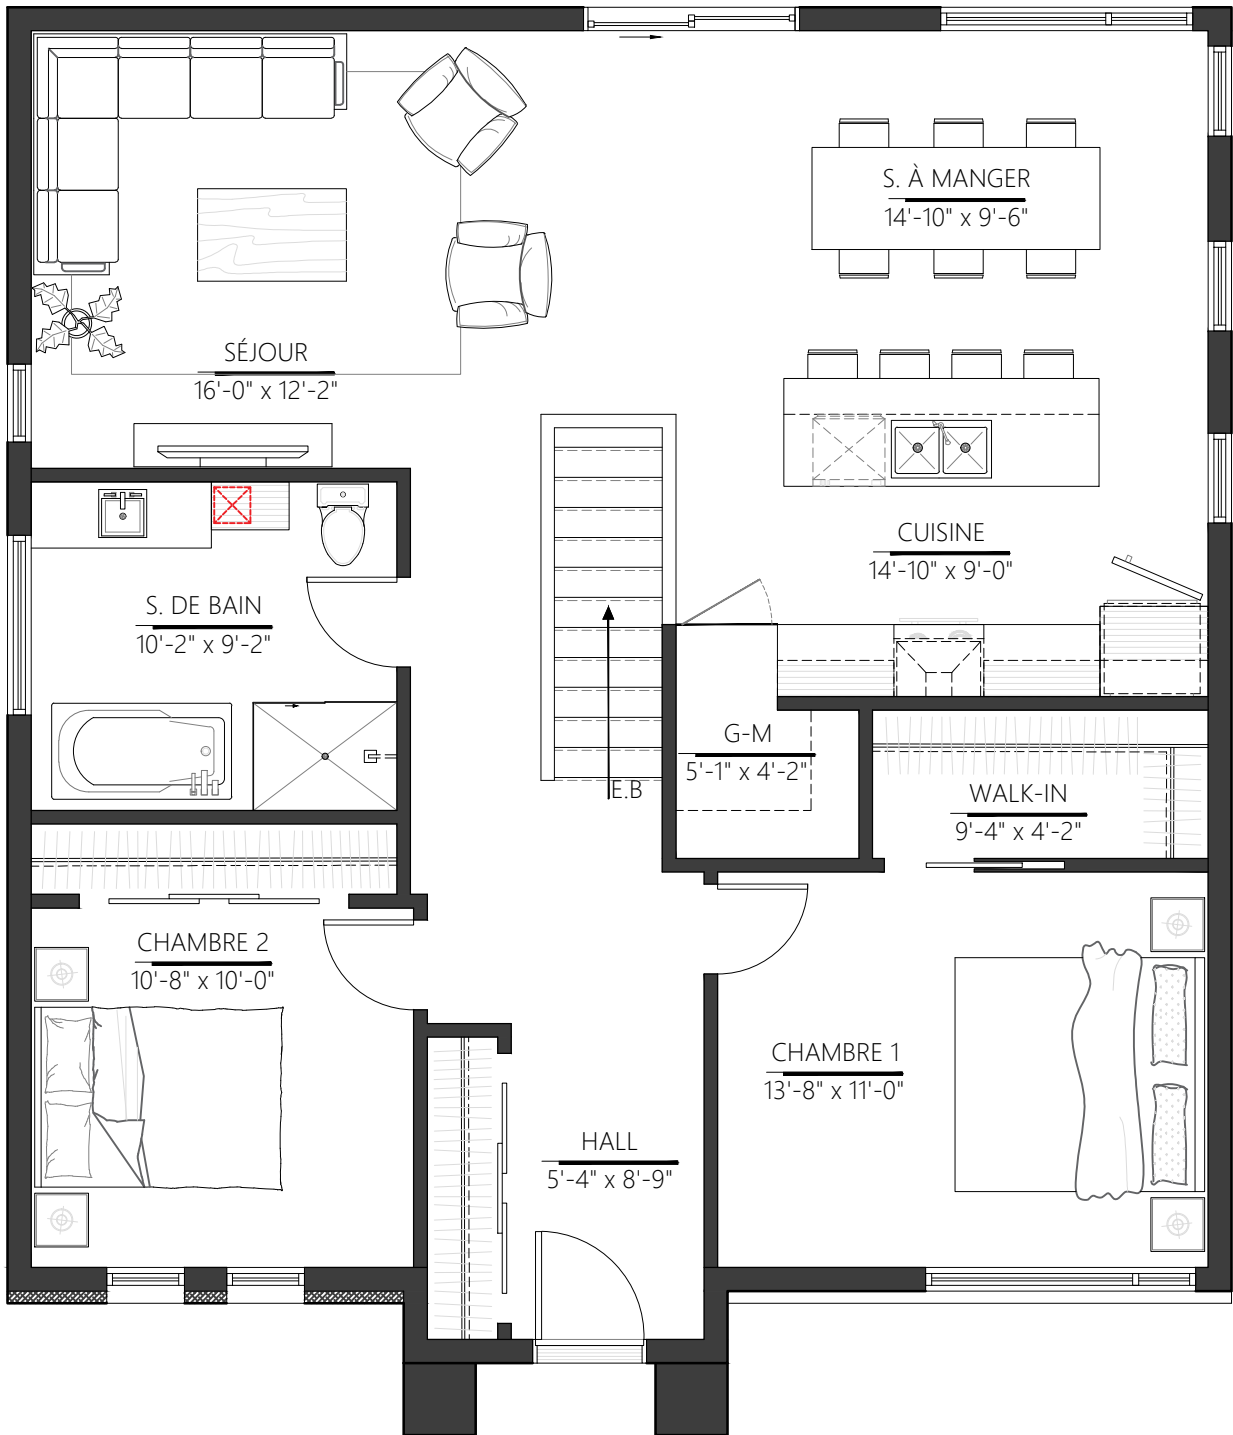 S. À MANGER
14'-10" x 9'-6"
SÉJOUR
16'-0" x 12'-2"
CUISINE
14'-10" x 9'-0"
S. DE BAIN
10'-2" x 9'-2"
G-M
5'-1" x 4'-2"
E.B
WALK-IN
9'-4" x 4'-2"
CHAMBRE 2
10'-8" x 10'-0"
CHAMBRE 1
13'-8" x 11'-0"
HALL
5'-4" x 8'-9"